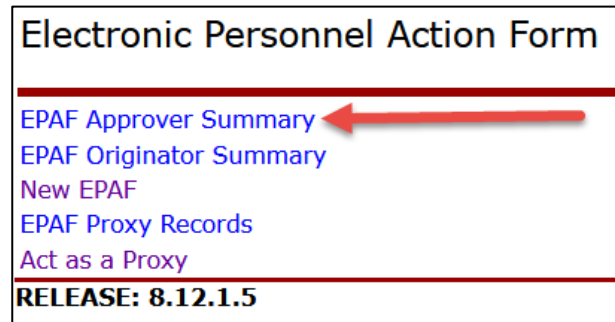 Electronic Personnel Action Form
EPAF Approver Summary
EPAF Originator Summary
New EPAF
EPAF Proxy Records
Act as a Proxy
RELEASE: 8.12.1.5